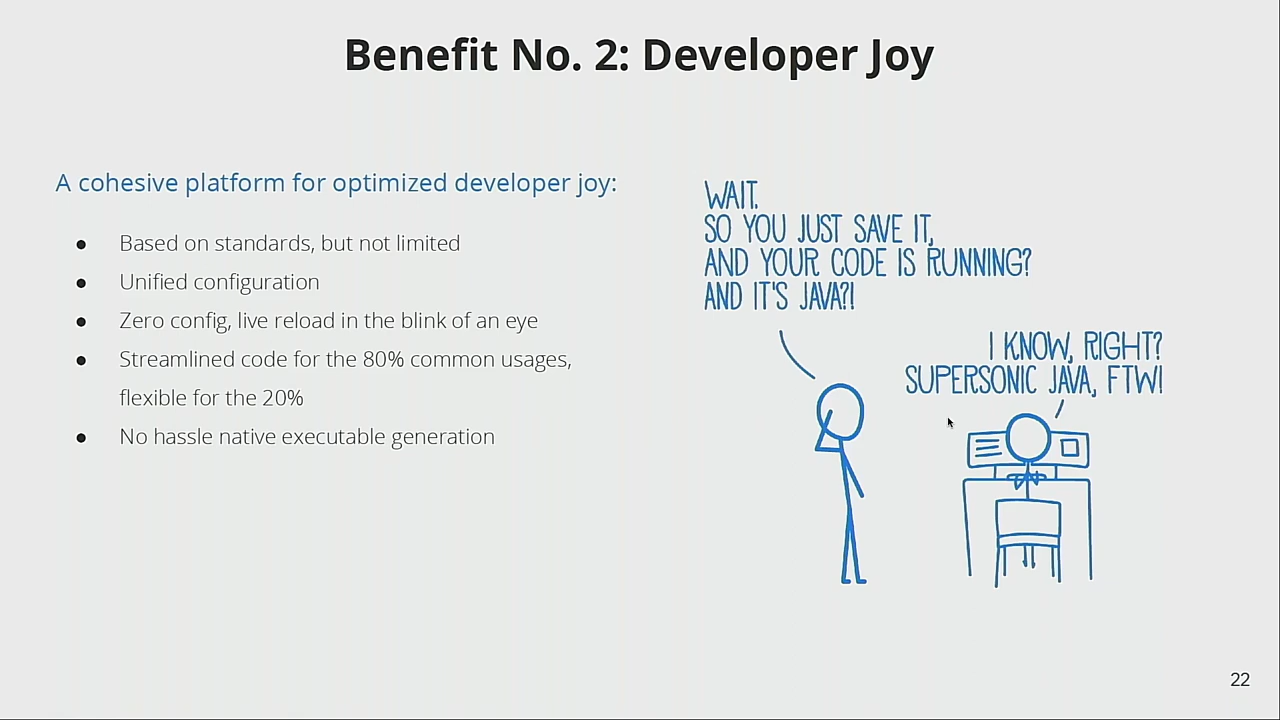 Benefit No. 2: Developer Joy
A cohesive platform for optimized developer joy:
● Based on standards, but not limited
● Unified configuration
● Zero config, live reload in the blink of an eye
● Streamlined code for the 80% common usages,
flexible for the 20%
● No hassle native executable generation
WAIT.
SO YOU JUST SAVE IT,
AND YOUR CODE IS RUNNING?
AND IT'S JAVA?!
I KNOW, RIGHT?
SUPERSONIC JAVA, FTW!
22